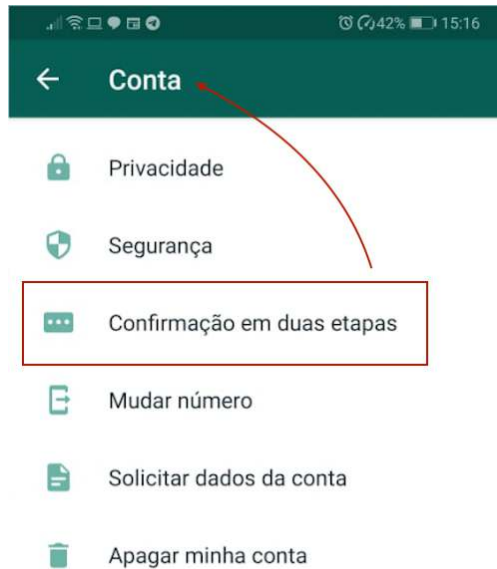 42% 15:16
Conta
Privacidade
Segurança
Confirmação em duas etapas
Mudar número
Solicitar dados da conta
Apagar minha conta